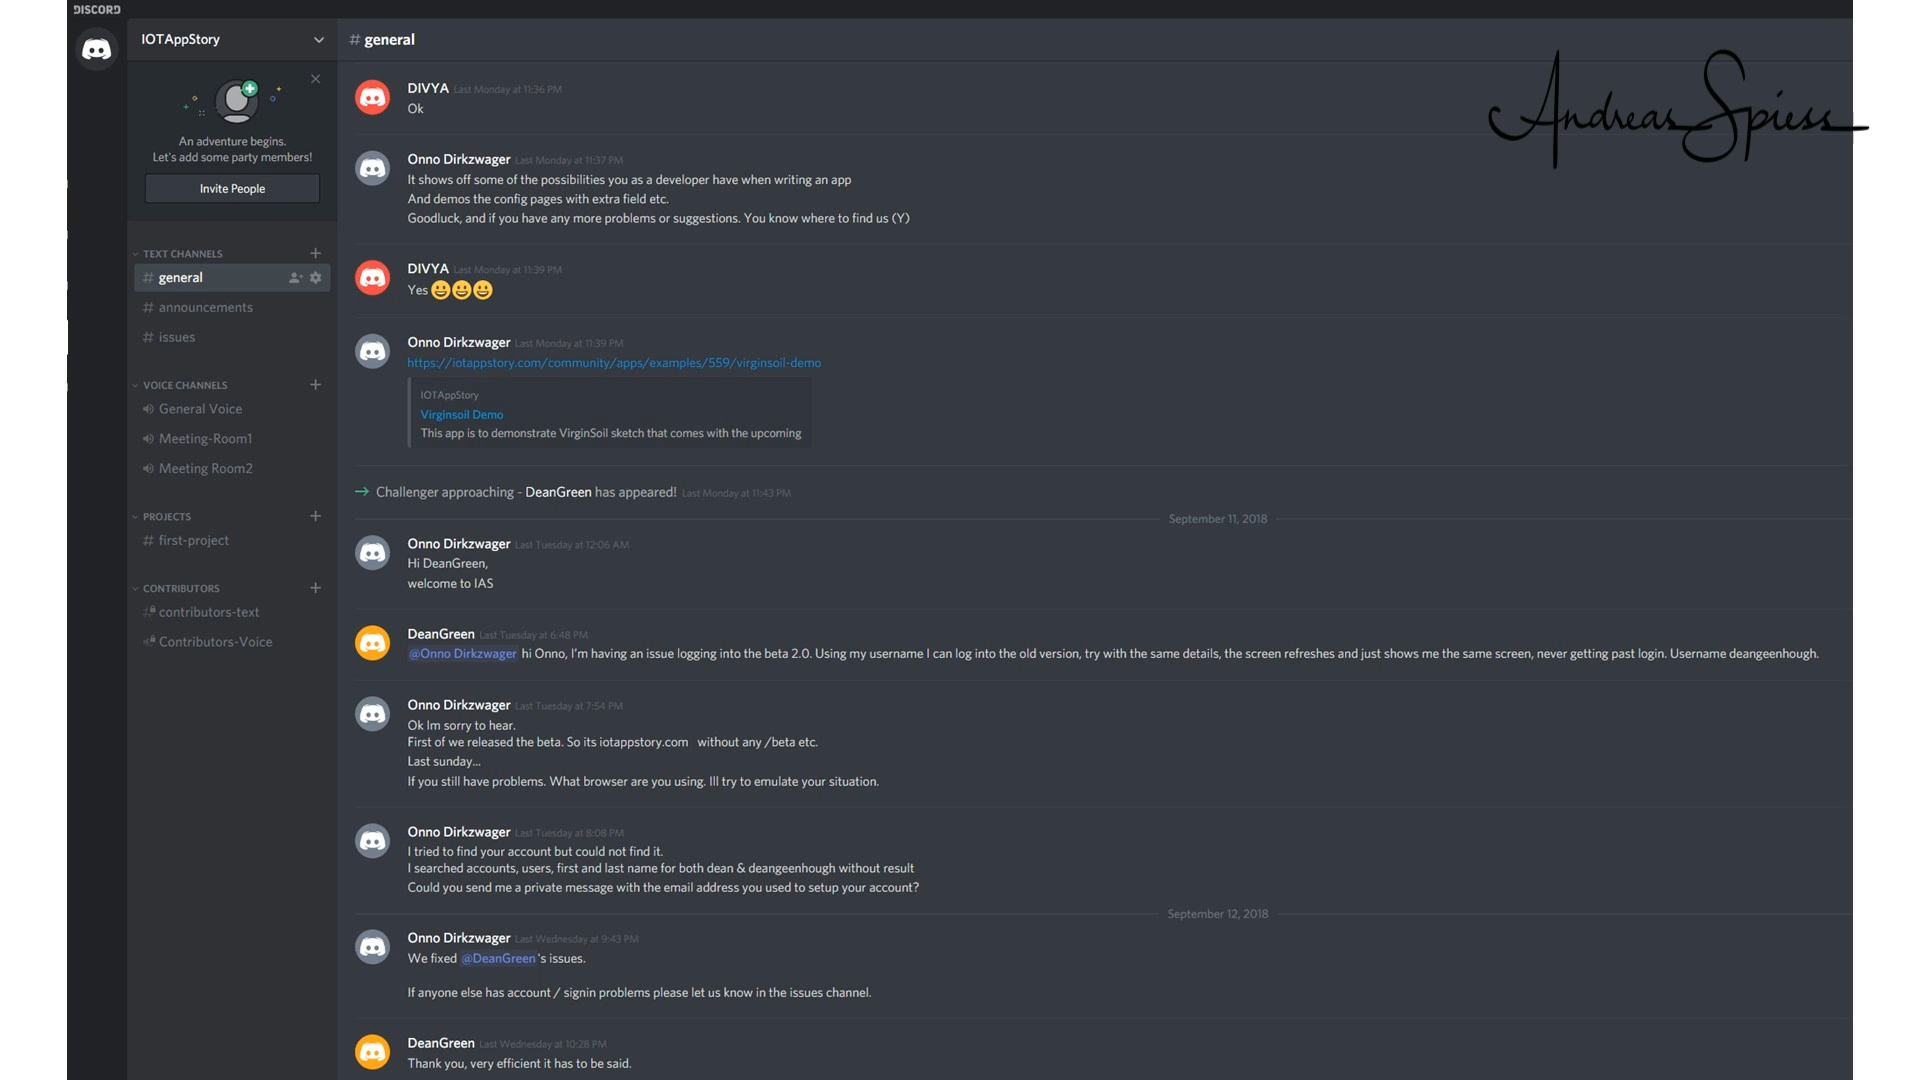 DISCORD
IOTAppStory
# general
An adventure begins.
Let's add some party members!
Invite People
TEXT CHANNELS
# general
# announcements
# issues
VOICE CHANNELS
General Voice
Meeting-Room1
Meeting Room2
PROJECTS
# first-project
CONTRIBUTORS
contributors-text
Contributors-Voice
Andreas Spiess
DIVYA Last Monday at 11:36 PM
Ok
Onno Dirkzwager Last Monday at 11:37 PM
It shows off some of the possibilities you as a developer have when writing an app
And demos the config pages with extra field etc.
Goodluck, and if you have any more problems or suggestions. You know where to find us (Y)
DIVYA Last Monday at 11:39 PM
Yes 😀😀😀
Onno Dirkzwager Last Monday at 11:39 PM
https://iotappstory.com/community/apps/examples/559/virginsoil-demo
IOTAppStory
Virginsoil Demo
This app is to demonstrate VirginSoil sketch that comes with the upcoming
Challenger approaching - DeanGreen has appeared! Last Monday at 11:43 PM
September 11, 2018
Onno Dirkzwager Last Tuesday at 12:06 AM
Hi DeanGreen,
welcome to IAS
DeanGreen Last Tuesday at 6:48 PM
@Onno Dirkzwager hi Onno, I'm having an issue logging into the beta 2.0. Using my username I can log into the old version, try with the same details, the screen refreshes and just shows me the same screen, never getting past login. Username deangeenhough.
Onno Dirkzwager Last Tuesday at 7:54 PM
Ok Im sorry to hear.
First of we released the beta. So its iotappstory.com without any /beta etc.
Last sunday...
If you still have problems. What browser are you using. Ill try to emulate your situation.
Onno Dirkzwager Last Tuesday at 8:08 PM
I tried to find your account but could not find it.
I searched accounts, users, first and last name for both dean & deangeenhough without result
Could you send me a private message with the email address you used to setup your account?
September 12, 2018
Onno Dirkzwager Last Wednesday at 9:43 PM
We fixed @DeanGreen 's issues.
If anyone else has account / signin problems please let us know in the issues channel.
DeanGreen Last Wednesday at 10:28 PM
Thank you, very efficient it has to be said.